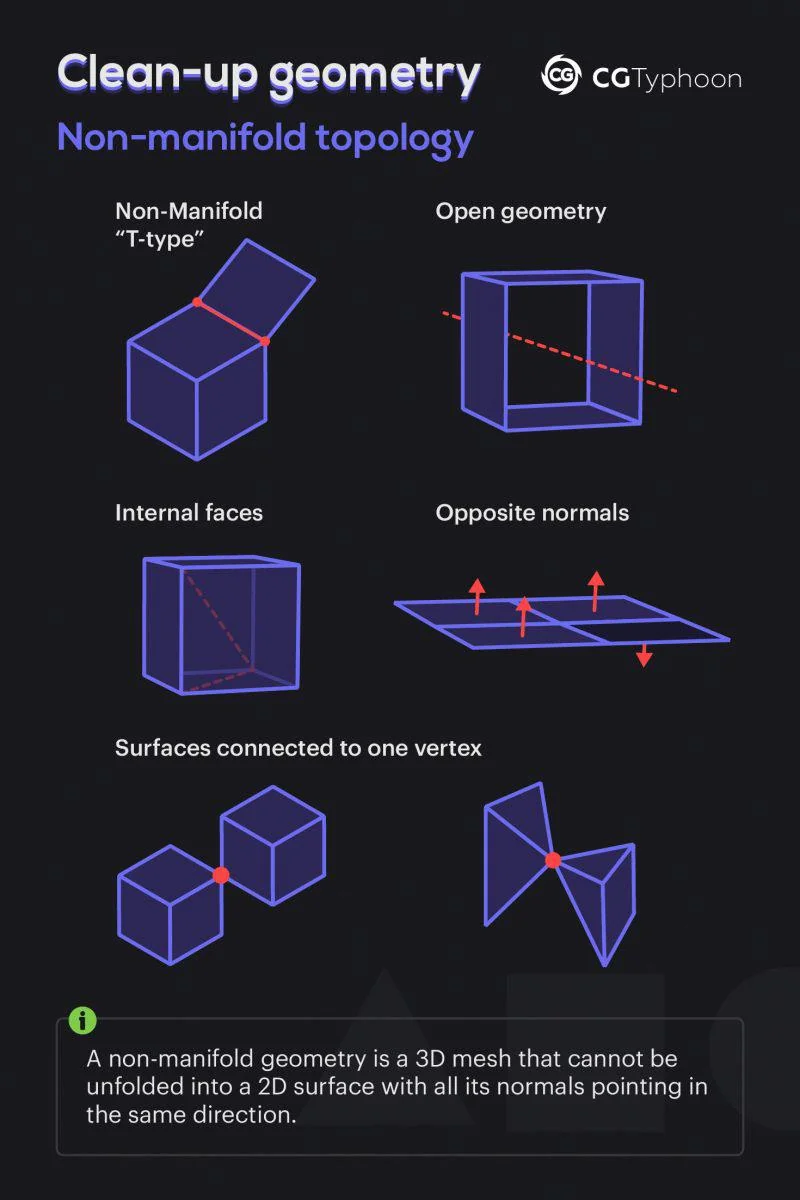 Clean-up geometry
CG CGTyphoon
Non-manifold topology
Non-Manifold
“T-type”
Open geometry
Internal faces
Opposite normals
Surfaces connected to one vertex
i
A non-manifold geometry is a 3D mesh that cannot be
unfolded into a 2D surface with all its normals pointing in
the same direction.